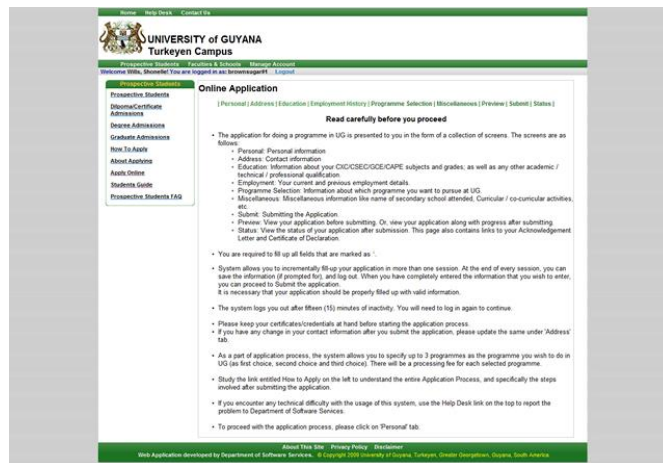 Home Help Desk Contact Us
UNIVERSITY of GUYANA
Turkeyen Campus
Prospective Students Faculties & Schools Manage Account
Welcome Wills, Shonelle! You are logged in as: brownsugar01 Logout
Prospective Students
Prospective Students
Diploma/Certificate
Admissions
Degree Admissions
Graduate Admissions
How To Apply
About Applying
Apply Online
Students Guide
Prospective Students FAQ
Online Application
| Personal | Address | Education | Employment History | Programme Selection | Miscellaneous | Preview | Submit | Status |
Read carefully before you proceed
• The application for doing a programme in UG is presented to you in the form of a collection of screens. The screens are as
follows:
◦ Personal: Personal information
◦ Address: Contact information
◦ Education: Information about your CXC/CSEC/GCE/CAPE subjects and grades; as well as any other academic /
technical / professional qualification.
◦ Employment: Your current and previous employment details.
◦ Programme Selection: Information about which programme you want to pursue at UG.
◦ Miscellaneous: Miscellaneous information like name of secondary school attended, Curricular / co-curricular activities,
etc.
◦ Submit: Submitting the Application.
◦ Preview: View your application before submitting. Or, view your application along with progress after submitting.
◦ Status: View the status of your application after submission. This page also contains links to your Acknowledgement
Letter and Certificate of Declaration.
• You are required to fill up all fields that are marked as '.
• System allows you to incrementally fill-up your application in more than one session. At the end of every session, you can
save the information (if prompted for), and log out. When you have completely entered the information that you wish to enter,
you can proceed to Submit the application.
It is necessary that your application should be properly filled up with valid information.
• The system logs you out after fifteen (15) minutes of inactivity. You will need to log in again to continue.
• Please keep your certificates/credentials at hand before starting the application process.
• If you have any change in your contact information after you submit the application, please update the same under 'Address'
tab.
• As a part of application process, the system allows you to specify up to 3 programmes as the programme you wish to do in
UG (as first choice, second choice and third choice). There will be a processing fee for each selected programme.
• Study the link entitled How to Apply on the left to understand the entire Application Process, and specifically the steps
involved after submitting the application.
• If you encounter any technical difficulty with the usage of this system, use the Help Desk link on the top to report the
problem to Department of Software Services.
• To proceed with the application process, please click on 'Personal' tab.
About This Site Privacy Policy Disclaimer
Web Application developed by Department of Software Services. © Copyright 2009 University of Guyana, Turkeyen, Greater Georgetown, Guyana, South America.